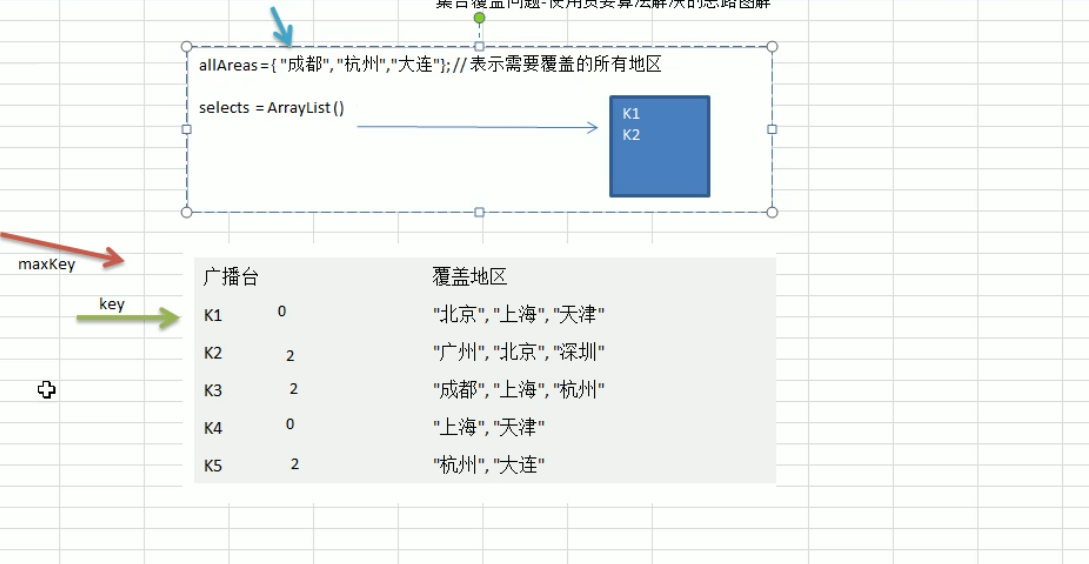 集合覆盖问题-使用贪婪算法解决的思路图解
allAreas={ "成都","杭州","大连"};// 表示需要覆盖的所有地区
selects = ArrayList()
K1
K2
maxKey
key
广播台 覆盖地区
K1 0 "北京","上海","天津"
K2 2 "广州","北京","深圳"
K3 2 "成都","上海","杭州"
K4 0 "上海","天津"
K5 2 "杭州","大连"